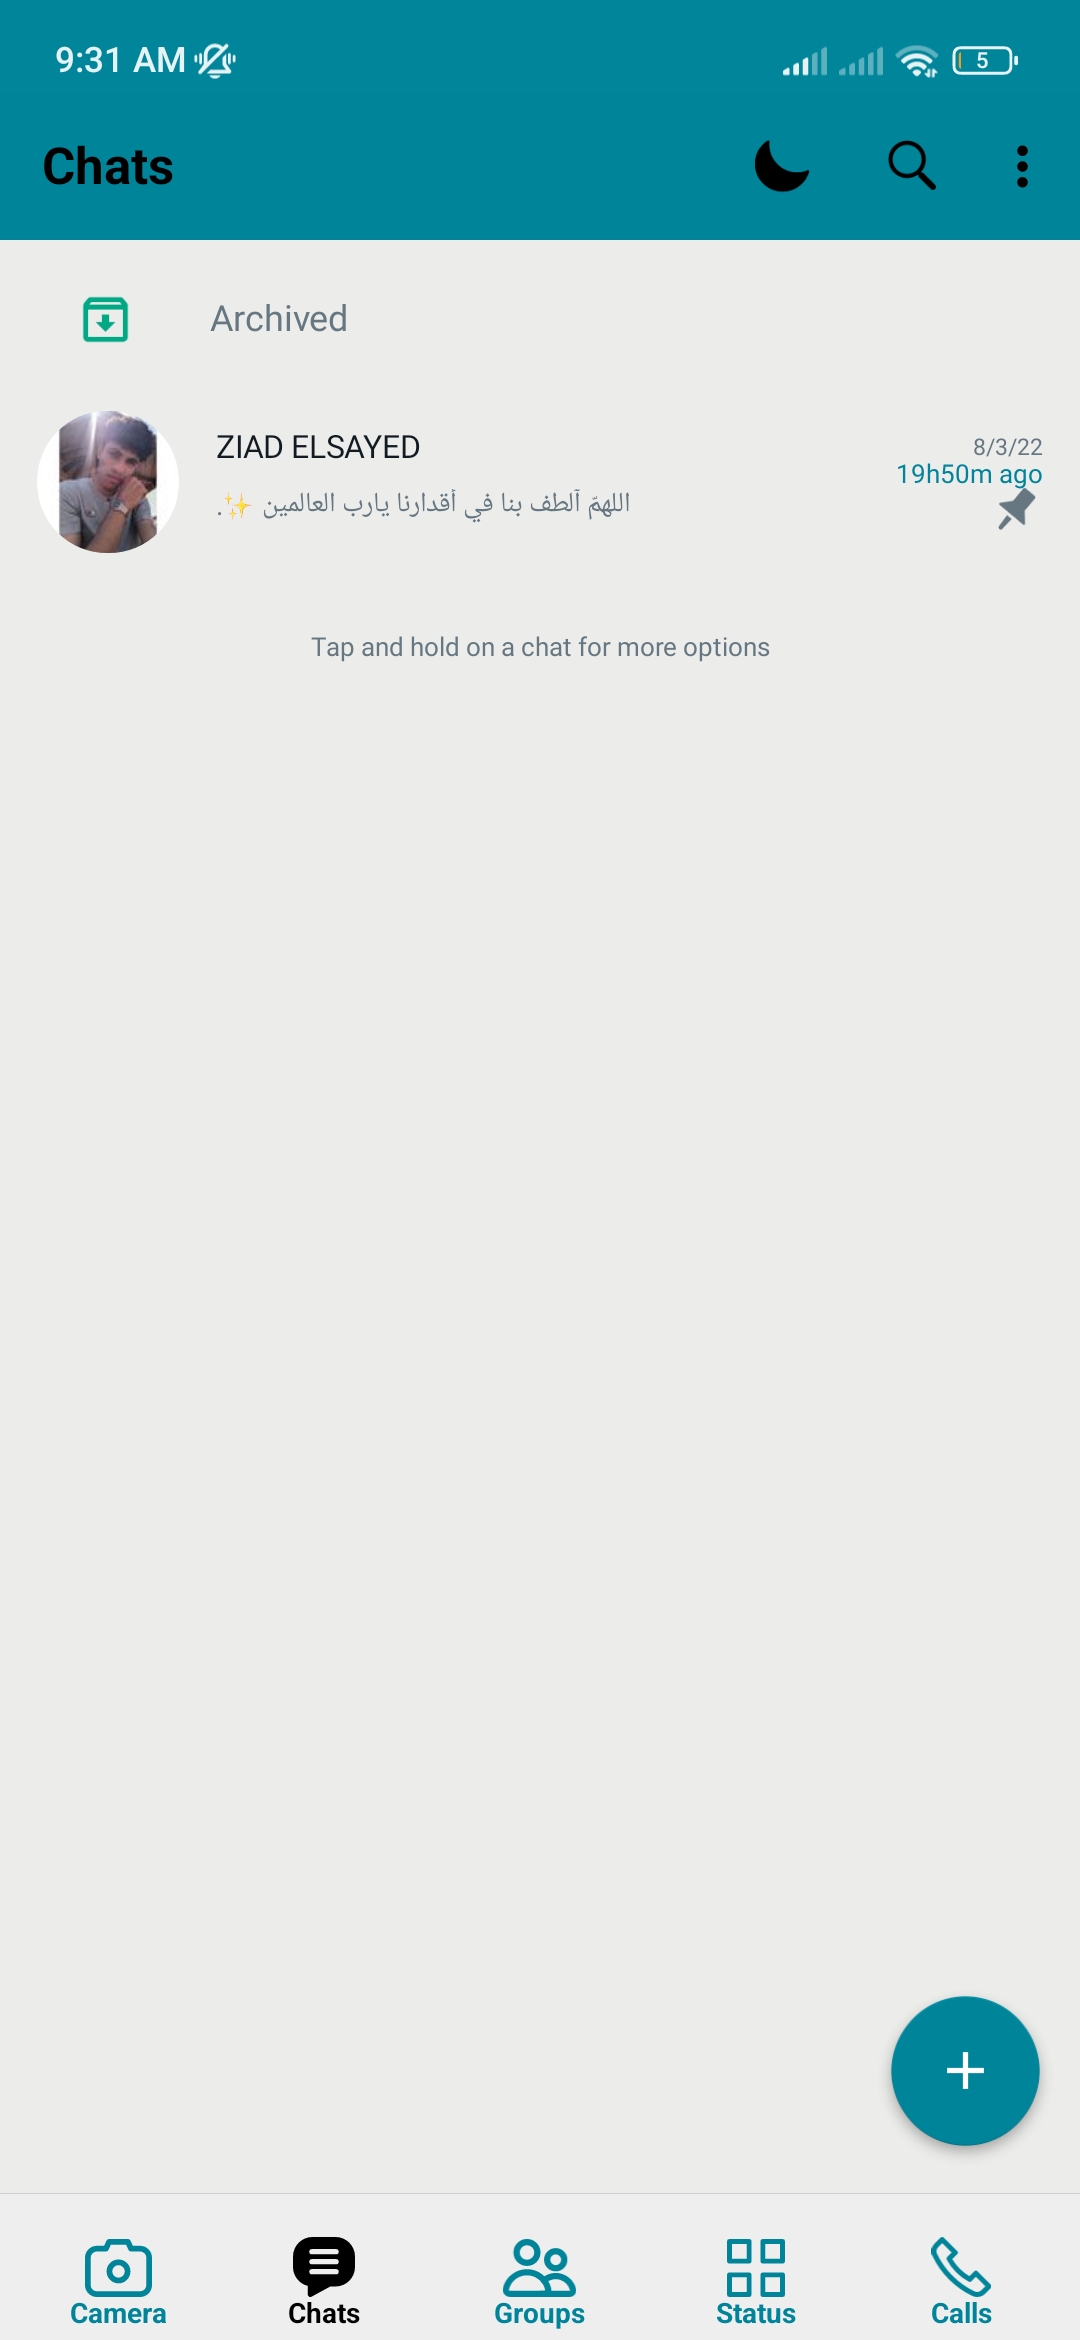 9:31 AM
5
Chats
Archived
ZIAD ELSAYED
8/3/22
19h50m ago
اللهمّ ألطف بنا في أقدارنا يارب العالمين ✨.
Tap and hold on a chat for more options
+
Camera
Chats
Groups
Status
Calls